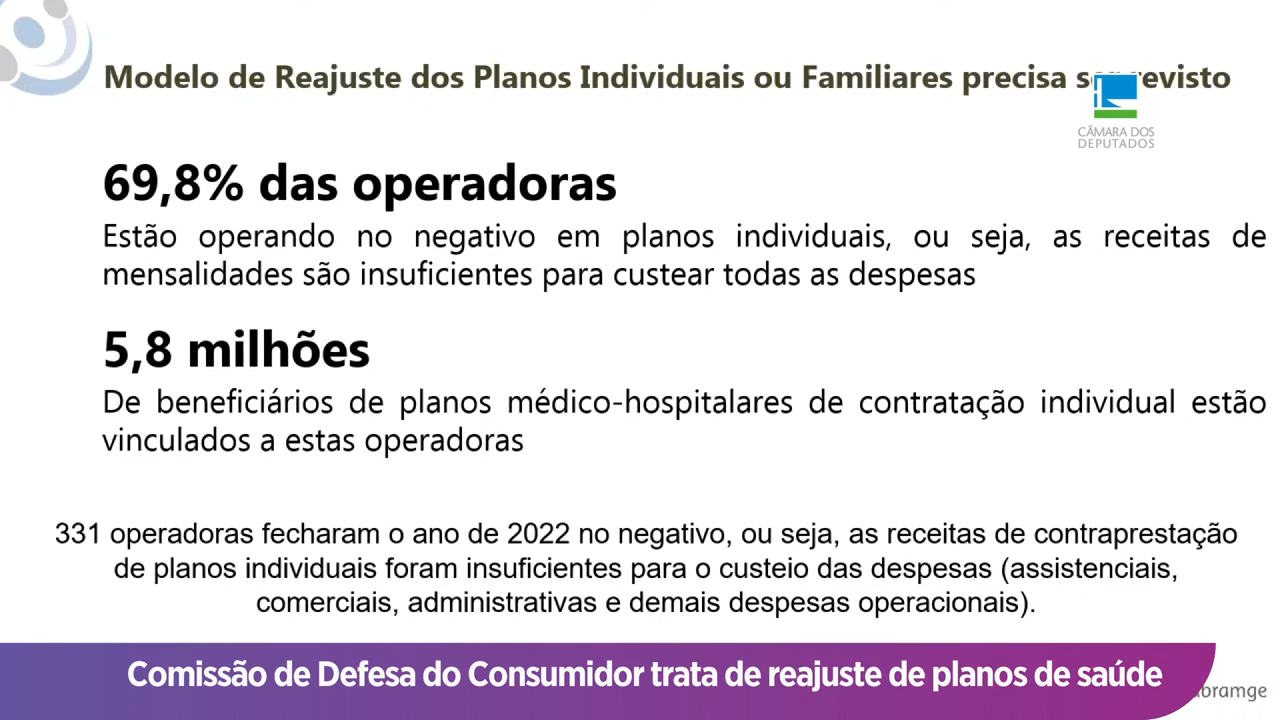 Modelo de Reajuste dos Planos Individuais ou Familiares precisa ser revisto
CÂMARA DOS
DEPUTADOS
69,8% das operadoras
Estão operando no negativo em planos individuais, ou seja, as receitas de
mensalidades são insuficientes para custear todas as despesas
5,8 milhões
De beneficiários de planos médico-hospitalares de contratação individual estão
vinculados a estas operadoras
331 operadoras fecharam o ano de 2022 no negativo, ou seja, as receitas de contraprestação
de planos individuais foram insuficientes para o custeio das despesas (assistenciais,
comerciais, administrativas e demais despesas operacionais).
Comissão de Defesa do Consumidor trata de reajuste de planos de saúde